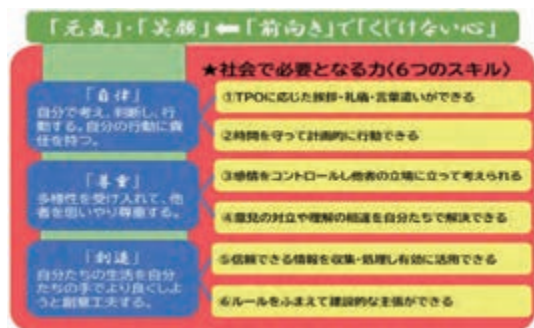 「元気」・「笑顔」⬅「前向き」で「くじけない心」
★社会で必要となる力〈6つのスキル〉
「自律」
自分で考え、判断し、行
動する。自分の行動に責
任を持つ。
①TPOに応じた挨拶・礼儀・言葉遣いができる
②時間を守って計画的に行動できる
「尊重」
多様性を受け入れて、他
者を思いやり尊重する。
③感情をコントロールし他者の立場に立って考えられる
④意見の対立や理解の相違を自分たちで解決できる
「創造」
自分たちの生活を自分
たちの手でより良くしよ
うと創意工夫する。
⑤信頼できる情報を収集・処理し有効に活用できる
⑥ルールをふまえて建設的な主張ができる